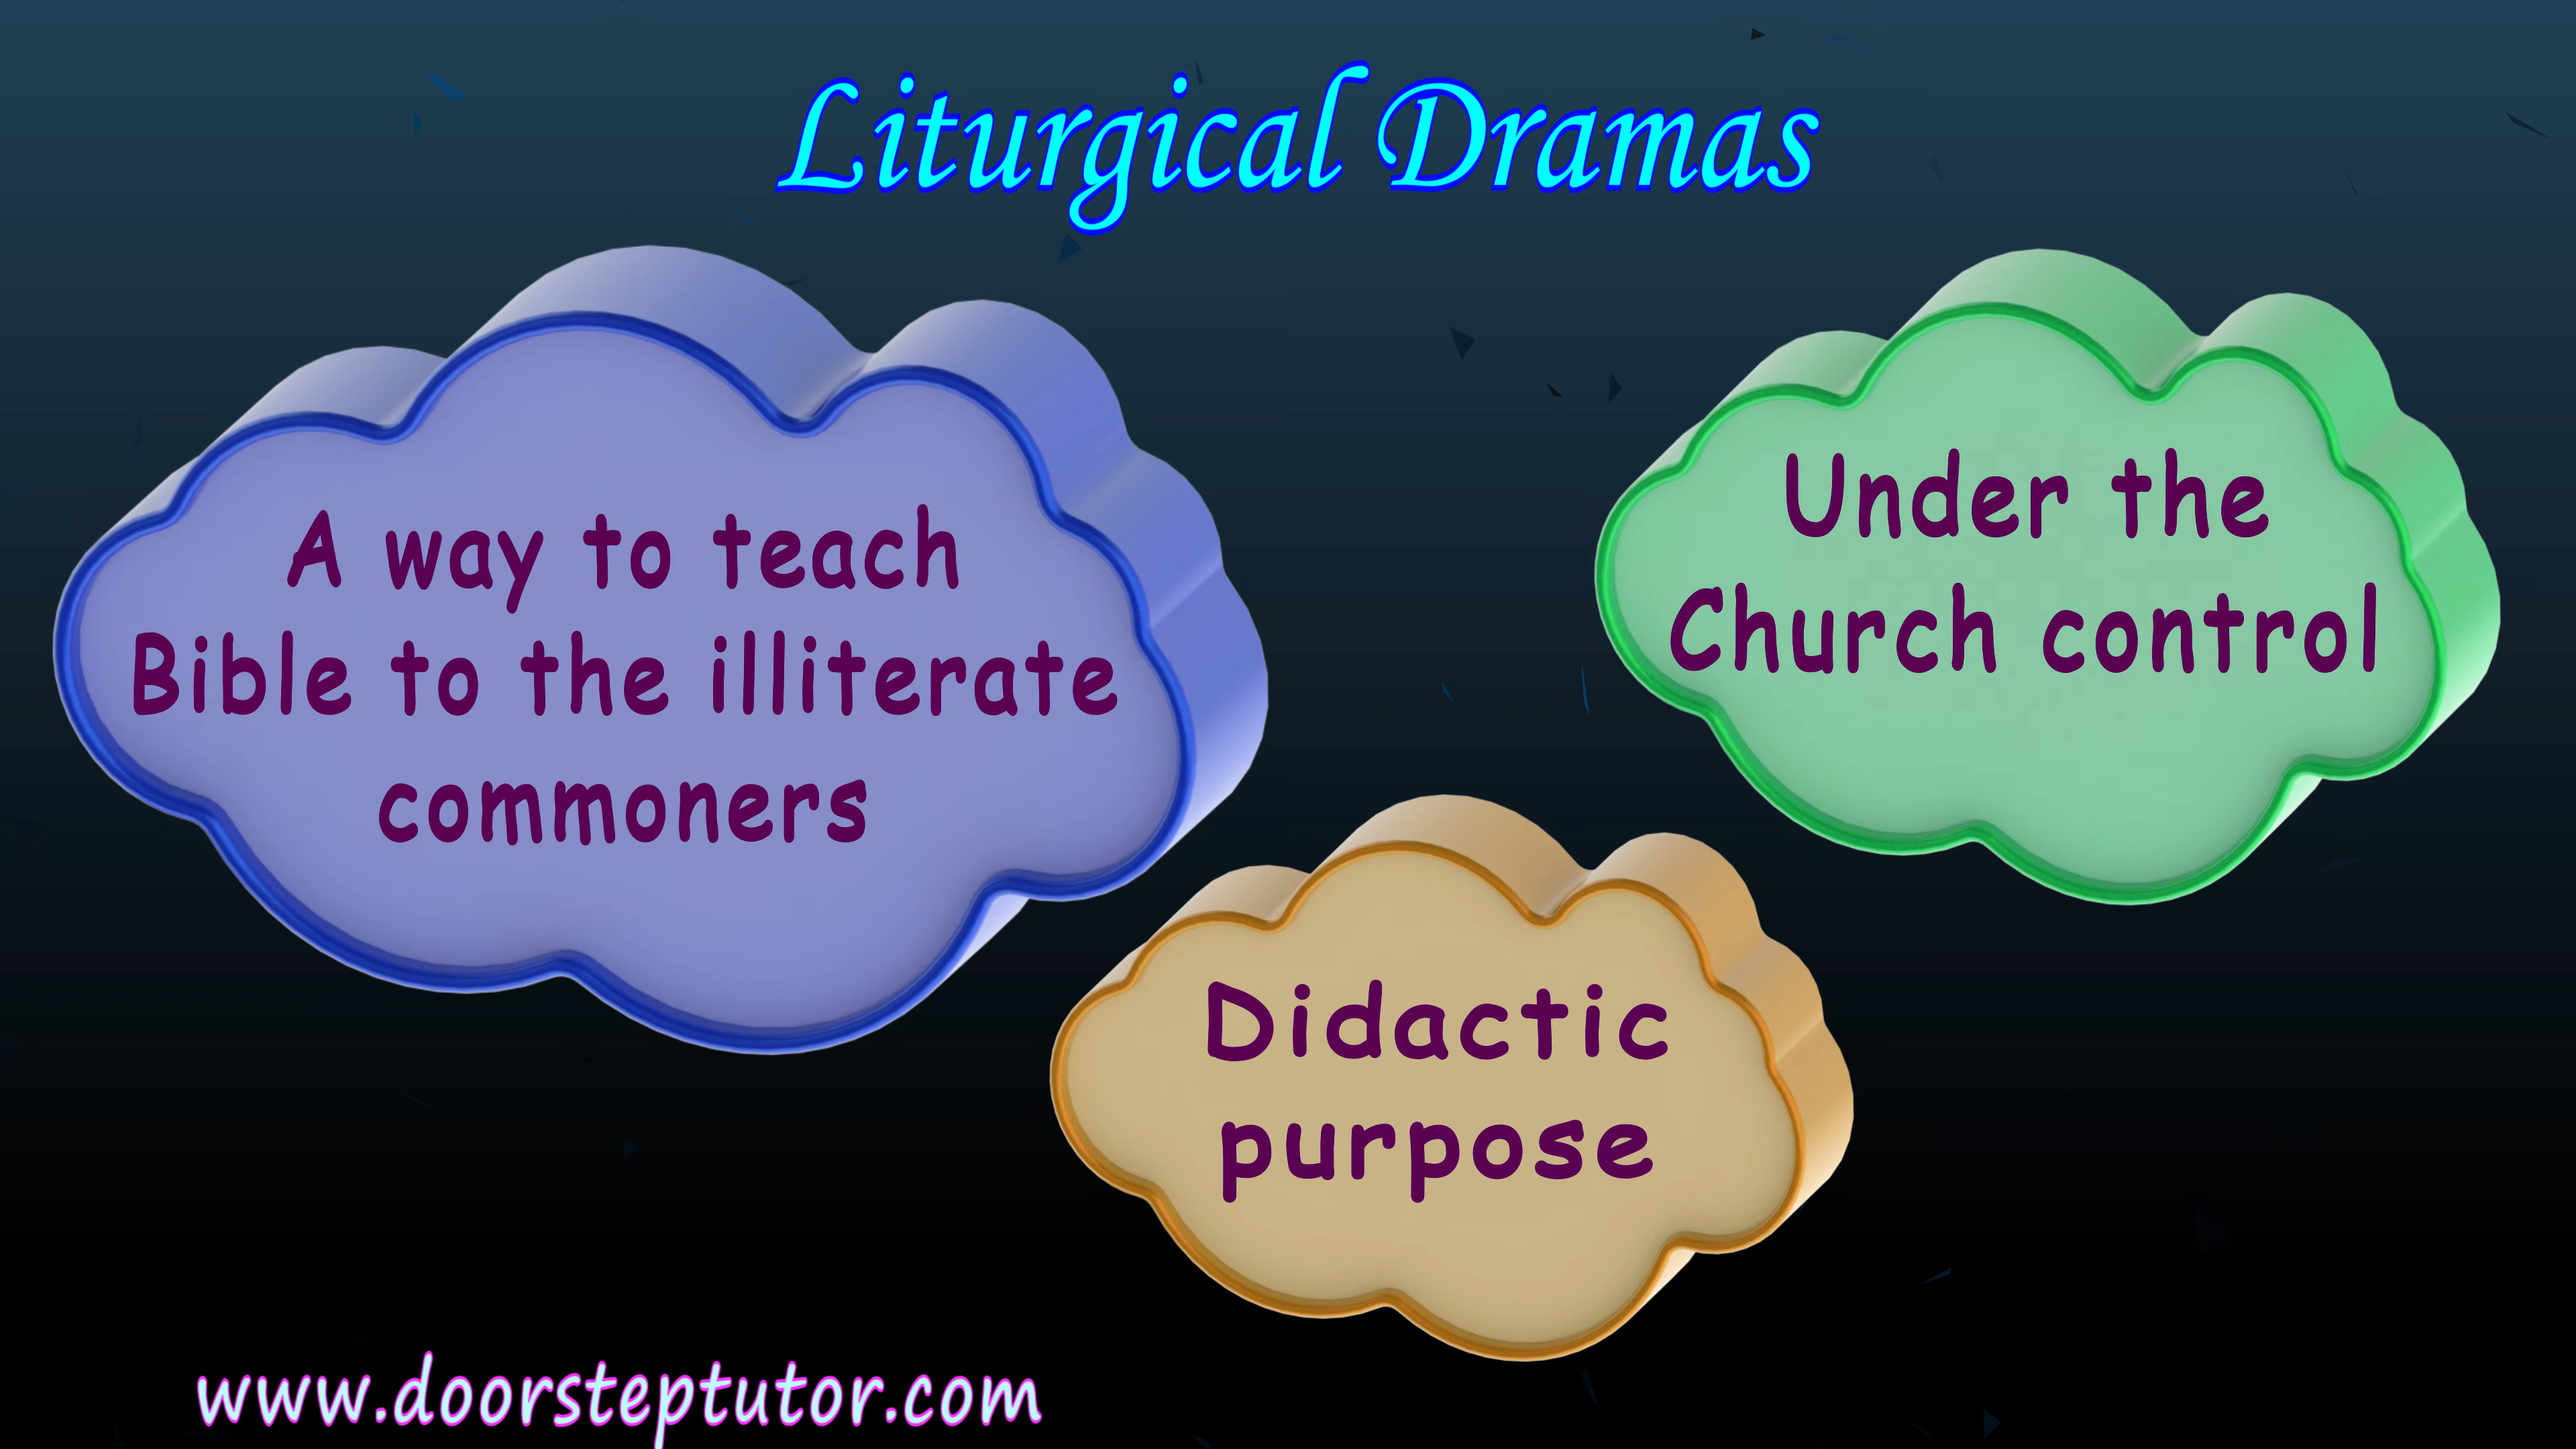 Liturgical Dramas
A way to teach
Bible to the illiterate
commoners
Under the
Church control
Didactic
purpose
www.doorsteptutor.com